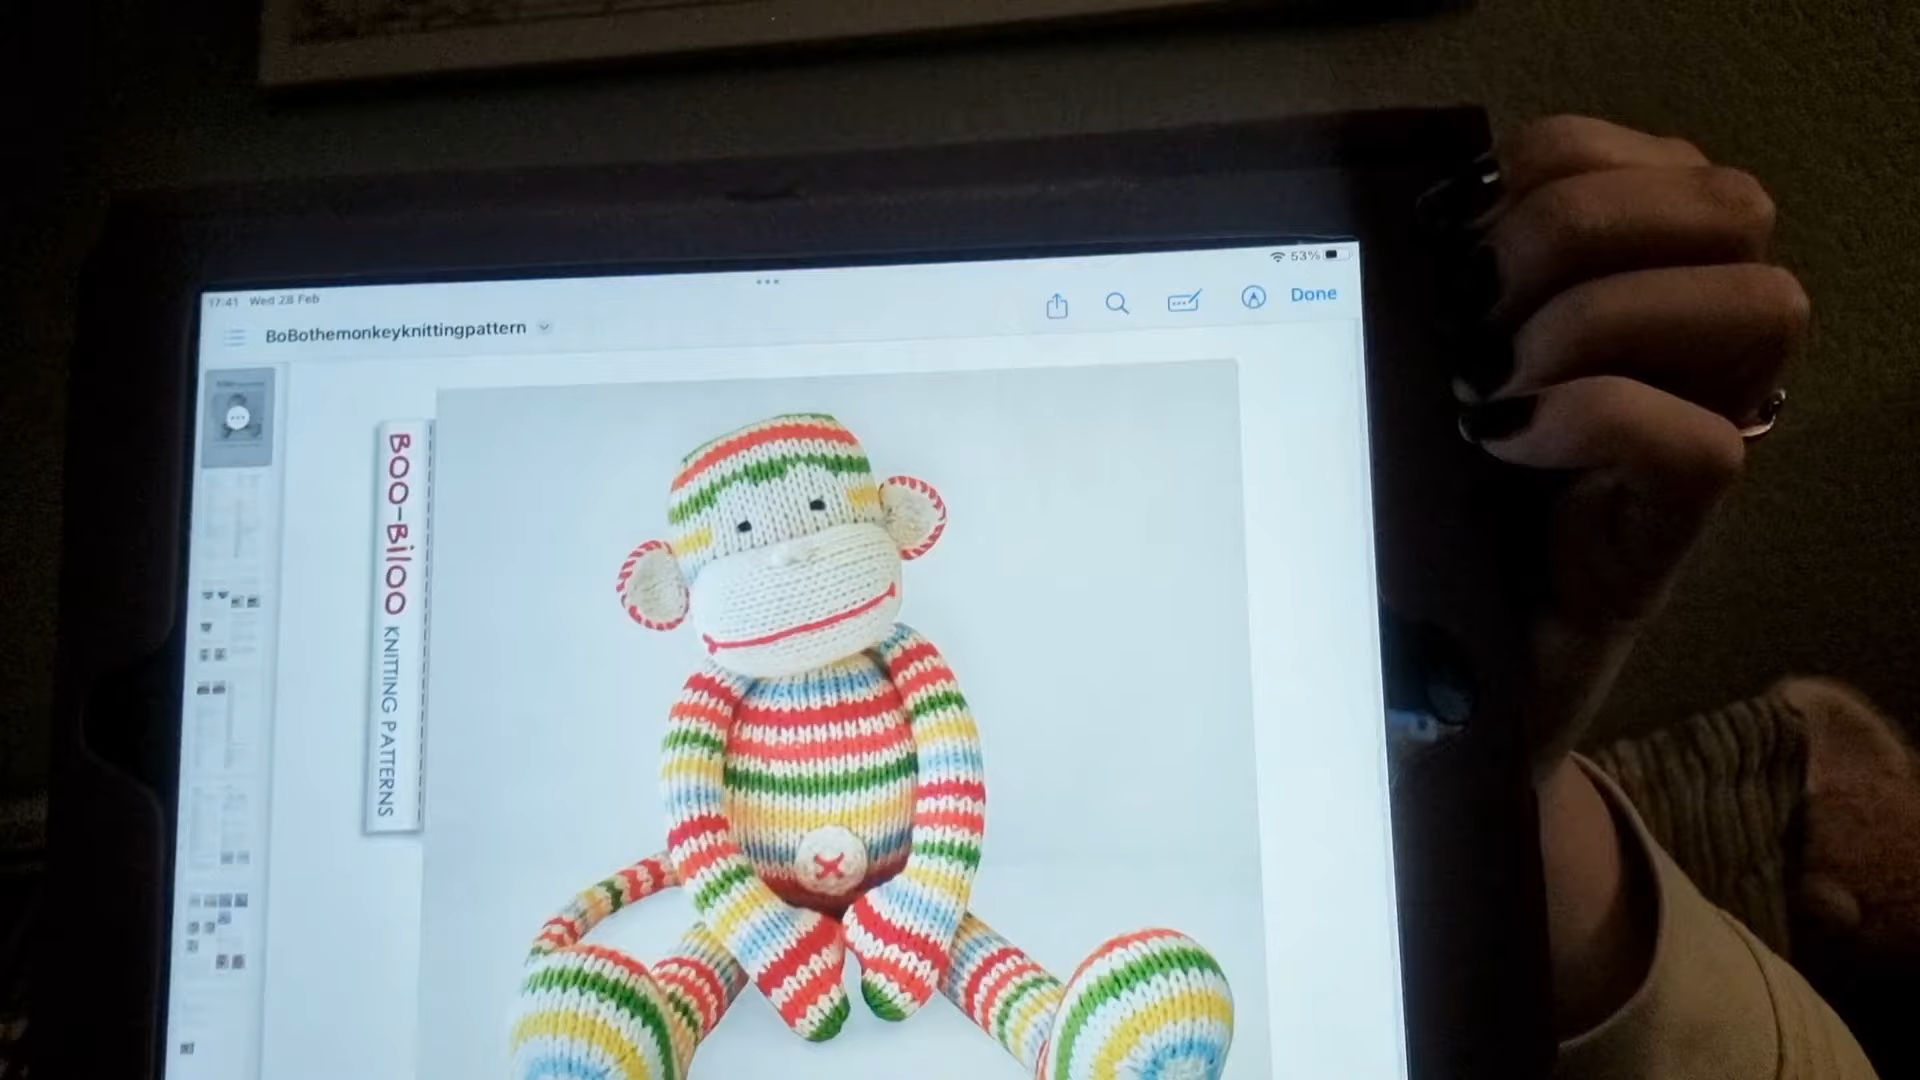 17:41 Wed 28 Feb
53%
BoBothemonkeyknittingpattern
Done
BOO-BiLOO KNITTING PATTERNS